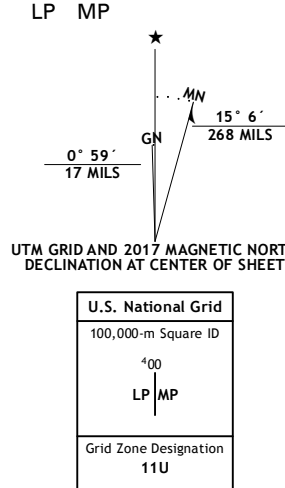 LP MP
★
MN
GN
15° 6´
268 MILS
0° 59´
17 MILS
UTM GRID AND 2017 MAGNETIC NORT
DECLINATION AT CENTER OF SHEET
U.S. National Grid
100,000-m Square ID
⁴00
LP MP
Grid Zone Designation
11U